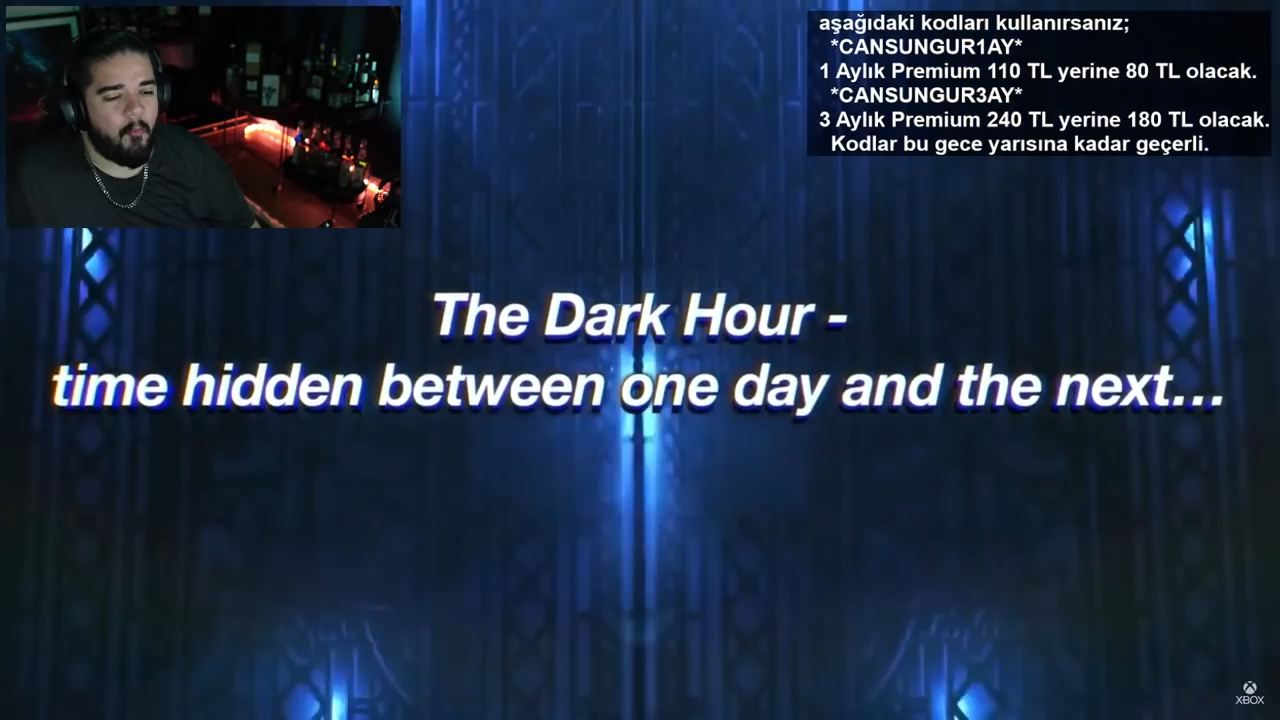 aşağıdaki kodları kullanırsanız;
*CANSUNGUR1AY*
1 Aylık Premium 110 TL yerine 80 TL olacak.
*CANSUNGUR3AY*
3 Aylık Premium 240 TL yerine 180 TL olacak.
Kodlar bu gece yarısına kadar geçerli.
The Dark Hour -
time hidden between one day and the next...
XBOX